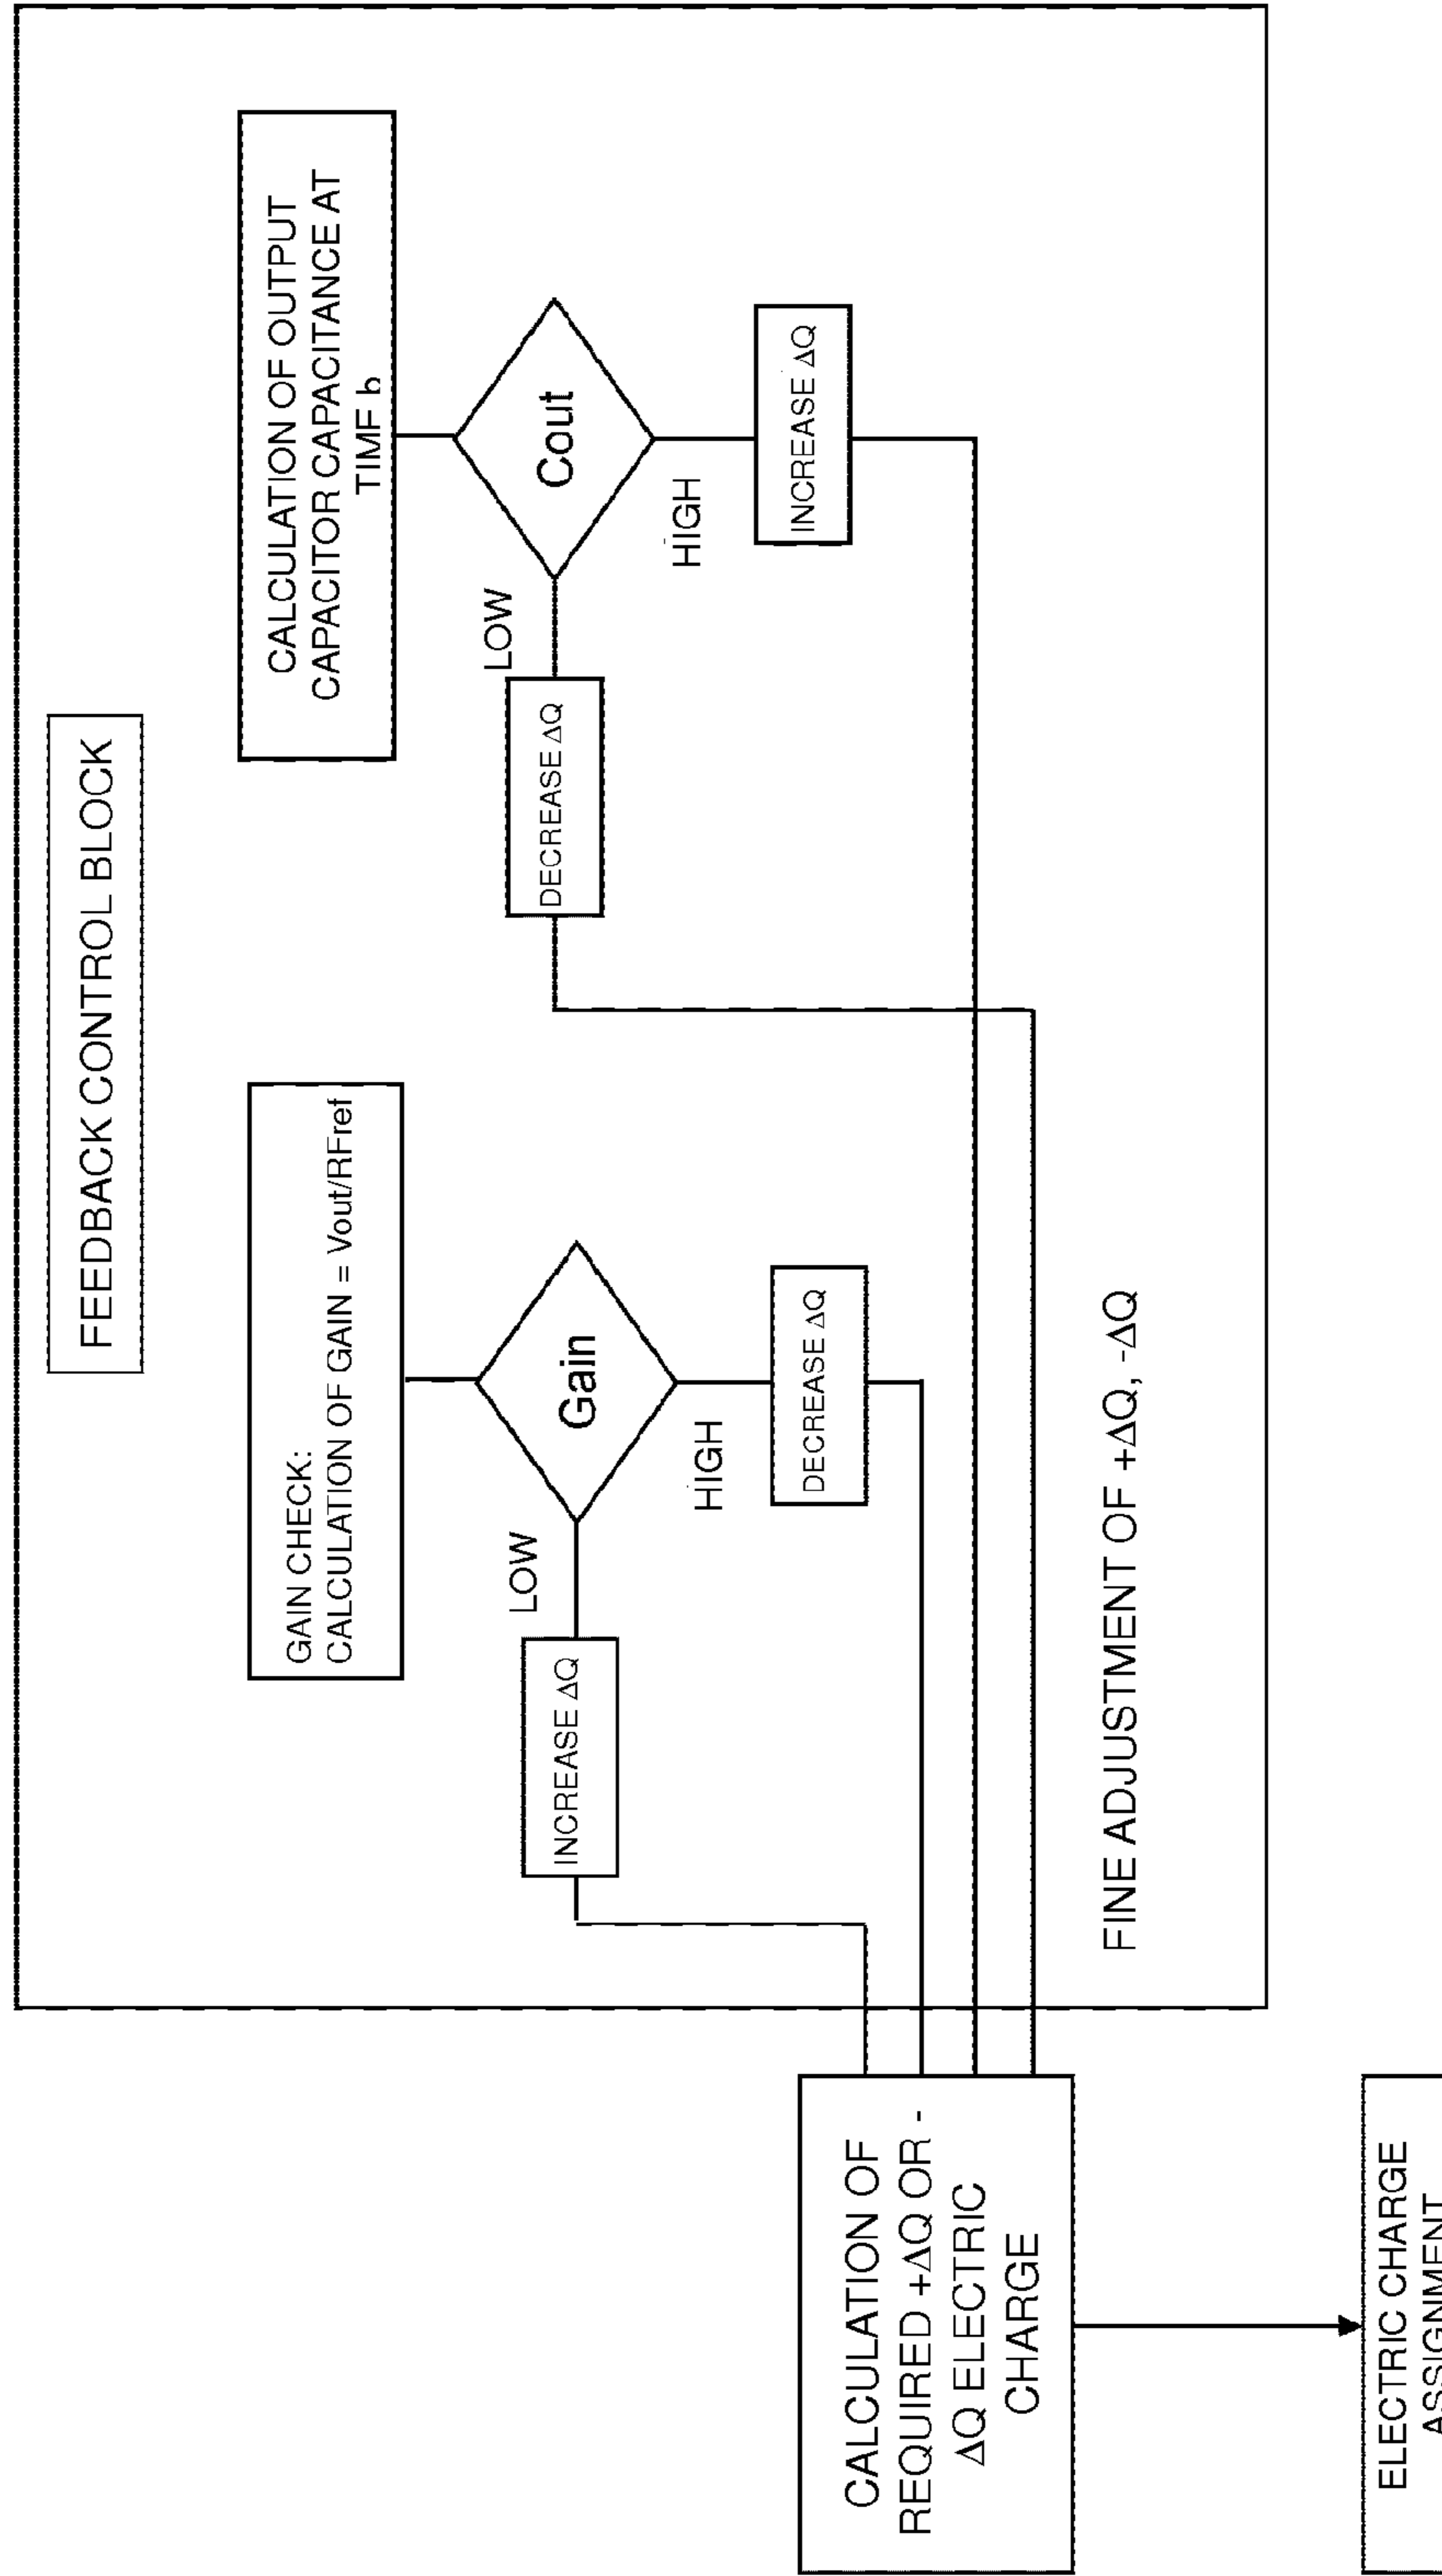 FEEDBACK CONTROL BLOCK
GAIN CHECK:
CALCULATION OF GAIN = Vout/RFref
Gain
LOW
INCREASE ΔQ
HIGH
DECREASE ΔQ
CALCULATION OF OUTPUT
CAPACITOR CAPACITANCE AT
TIMF b
Cout
LOW
DECREASE ΔQ
HIGH
INCREASE ΔQ
FINE ADJUSTMENT OF +ΔQ, -ΔQ
CALCULATION OF
REQUIRED +ΔQ OR -
ΔQ ELECTRIC
CHARGE
ELECTRIC CHARGE
ASSIGNMENT